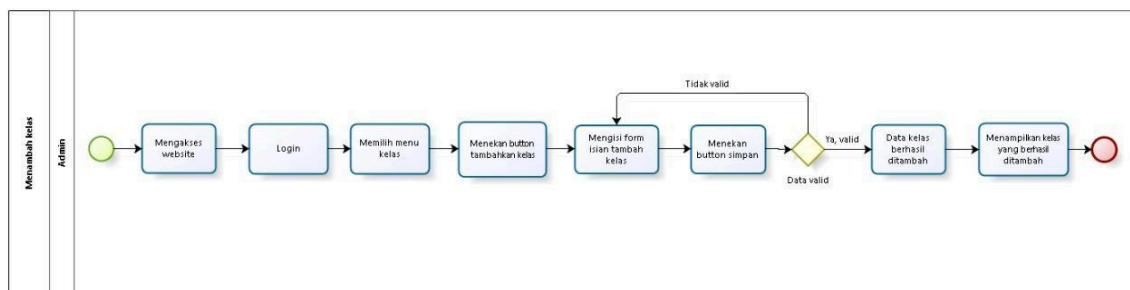 Menambah kelas
Admin
Mengakses
website
Login
Memilih menu
kelas
Menekan button
tambahkan kelas
Mengisi form
isian tambah
kelas
Menekan
button simpan
Tidak valid
Data valid
Ya, valid
Data kelas
berhasil
ditambah
Menampilkan kelas
yang berhasil
ditambah